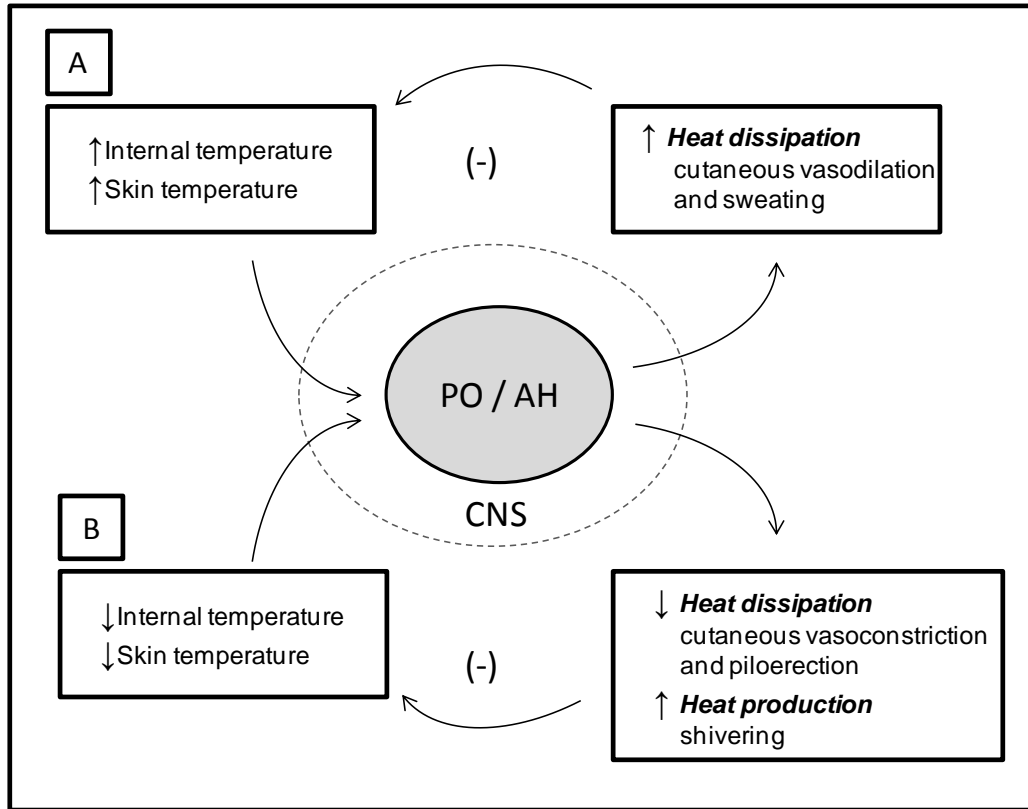 A
↑Internal temperature
↑Skin temperature
(-)
↑ Heat dissipation
cutaneous vasodilation
and sweating
PO / AH
CNS
B
↓Internal temperature
↓Skin temperature
(-)
↓ Heat dissipation
cutaneous vasoconstriction
and piloerection
↑ Heat production
shivering